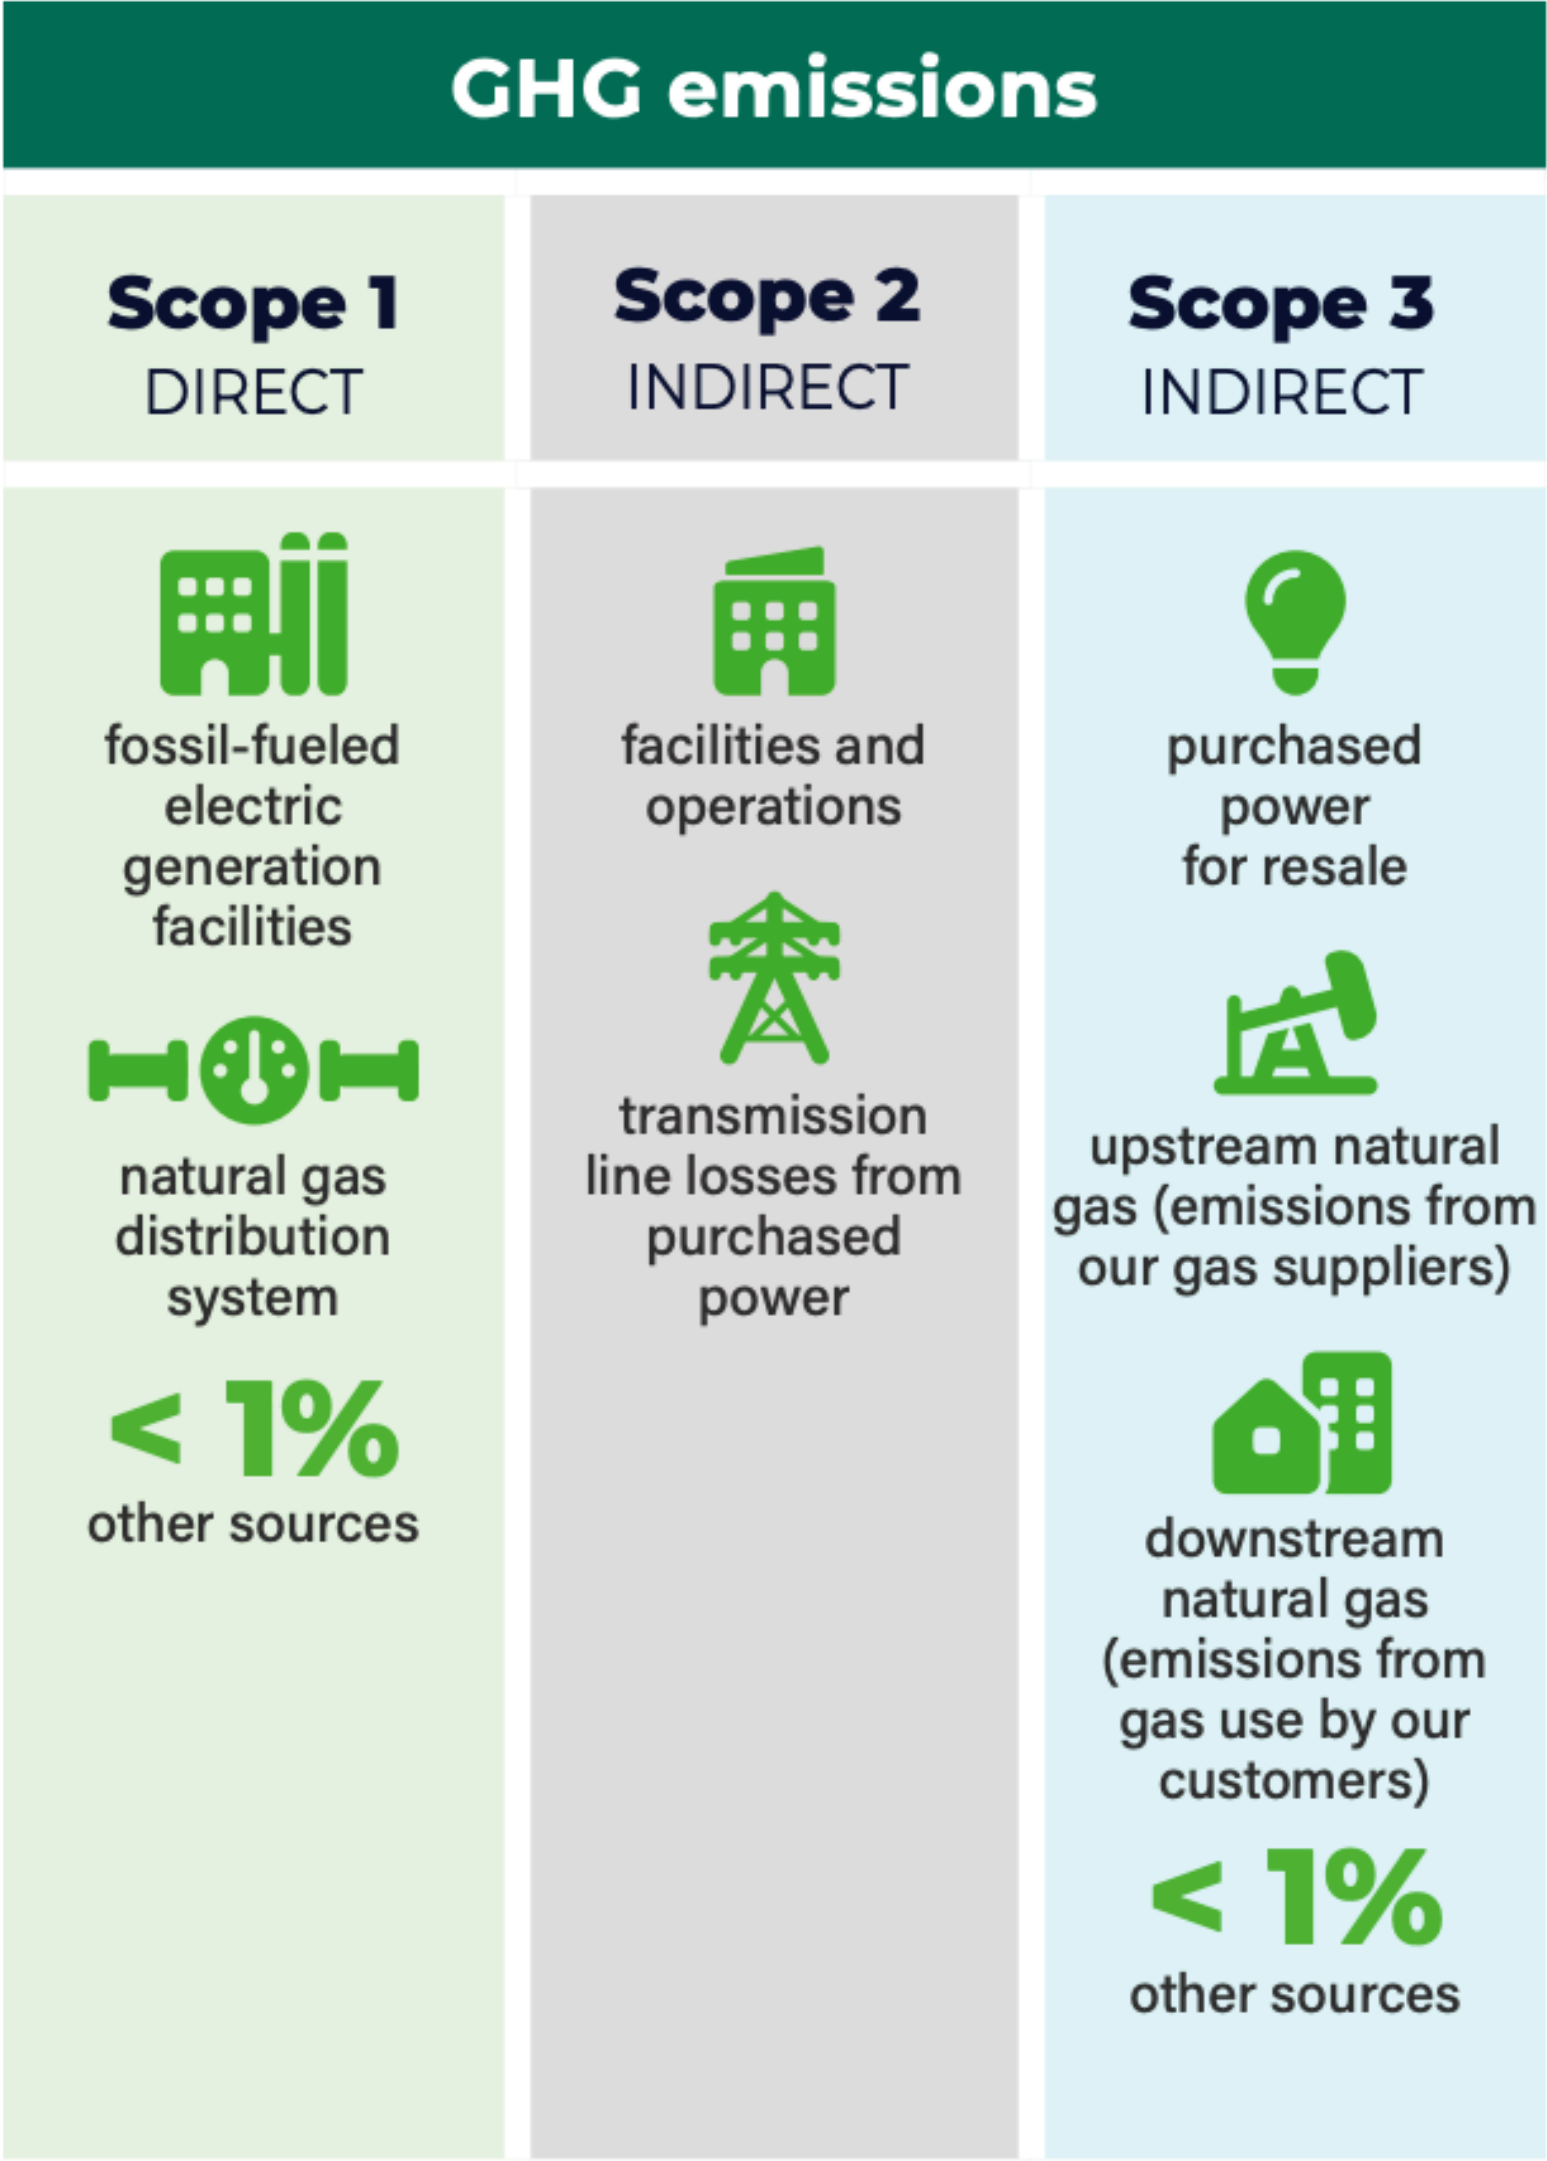 GHG emissions
Scope 1
DIRECT
fossil-fueled
electric
generation
facilities
natural gas
distribution
system
< 1%
other sources
Scope 2
INDIRECT
facilities and
operations
transmission
line losses from
purchased
power
Scope 3
INDIRECT
purchased
power
for resale
upstream natural
gas (emissions from
our gas suppliers)
downstream
natural gas
(emissions from
gas use by our
customers)
< 1%
other sources